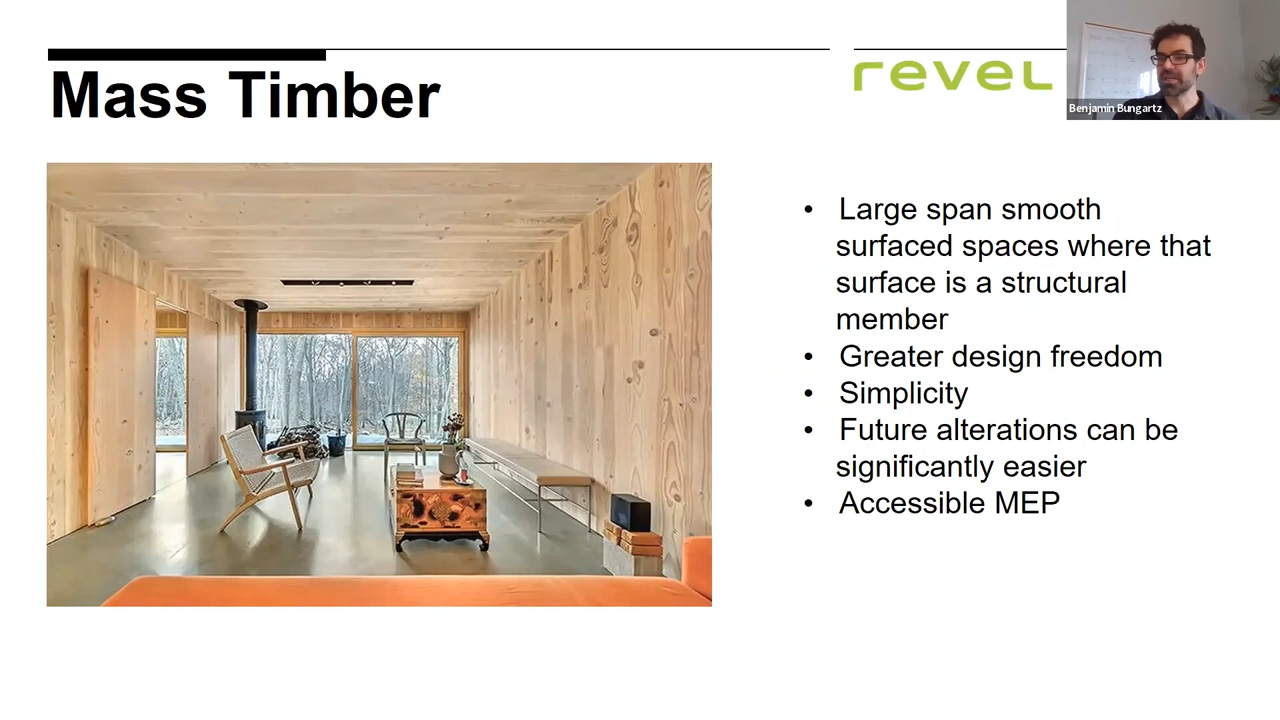 Mass Timber
revel
Benjamin Bungartz
• Large span smooth
surfaced spaces where that
surface is a structural
member
• Greater design freedom
• Simplicity
• Future alterations can be
significantly easier
• Accessible MEP